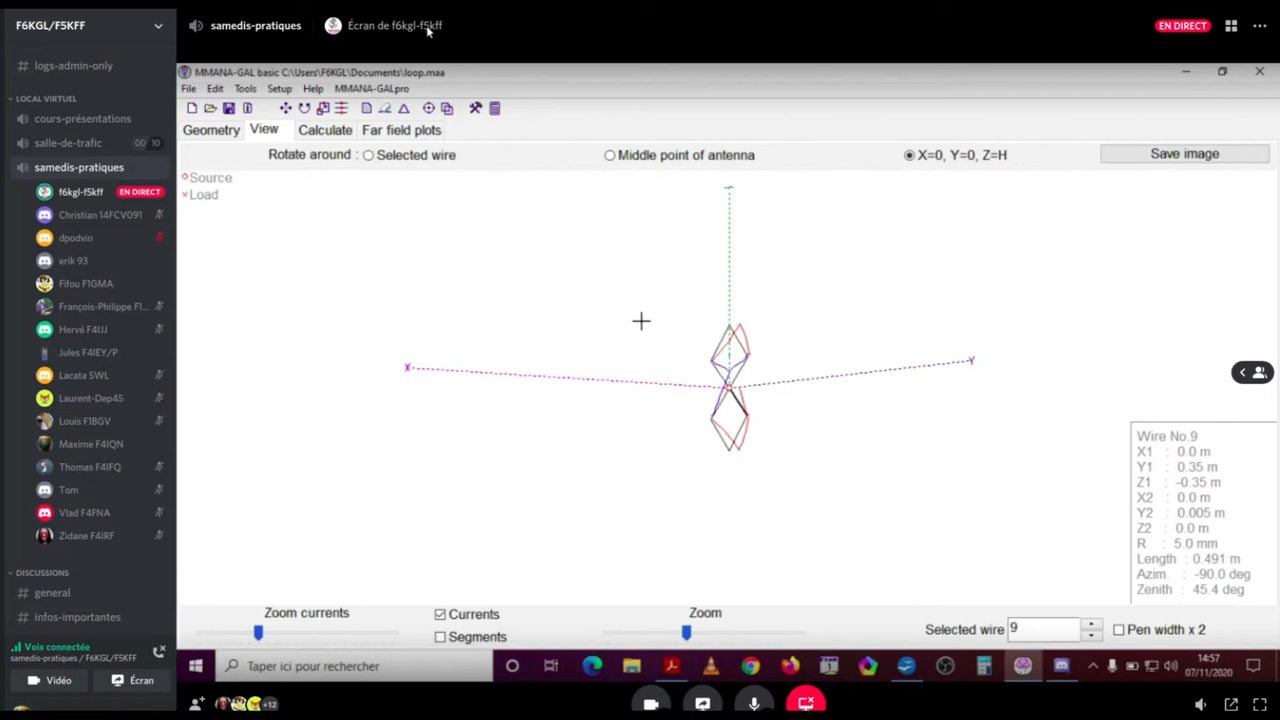 F6KGL/F5KFF
samedis-pratiques
Écran de f6kgl-f5kff
EN DIRECT
# logs-admin-only
LOCAL VIRTUEL
cours-présentations
salle-de-trafic 00 10
samedis-pratiques
f6kgl-f5kff EN DIRECT
Christian 14FCV091
dpodvin
erik 93
Fifou F1GMA
François-Philippe F1...
Hervé F4IJJ
Jules F4IEY/P
Lacata SWL
Laurent-Dep45
Louis F1BGV
Maxime F4IQN
Thomas F4IFQ
Tom
Vlad F4FNA
Zidane F4IRF
DISCUSSIONS
# general
# infos-importantes
Voix connectée
samedis-pratiques / F6KGL/F5KFF
Vidéo Écran
+12
MMANA-GAL basic C:\Users\F6KGL\Documents\loop.maa
File Edit Tools Setup Help MMANA-GALpro
Geometry View Calculate Far field plots
Rotate around : Selected wire Middle point of antenna X=0, Y=0, Z=H Save image
Source
Load
X
Y
Wire No.9
X1 : 0.0 m
Y1 : 0.35 m
Z1 : -0.35 m
X2 : 0.0 m
Y2 : 0.005 m
Z2 : 0.0 m
R : 5.0 mm
Length : 0.491 m
Azim. : -90.0 deg
Zenith : 45.4 deg
Zoom currents Currents Zoom
Segments
Selected wire 9 Pen width x 2
Taper ici pour rechercher
14:57
07/11/2020